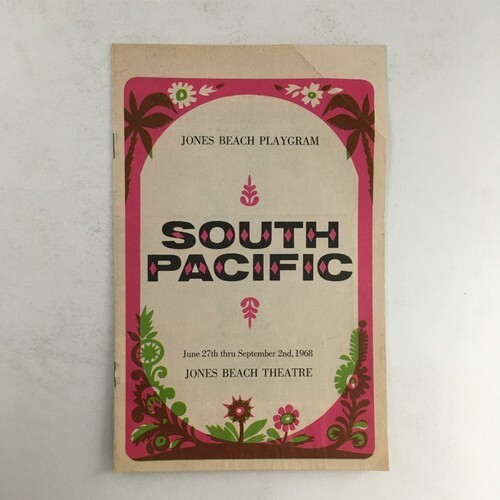 JONES BEACH PLAYGRAM
SOUTH
PACIFIC
June 27th thru September 2nd, 1968
JONES BEACH THEATRE